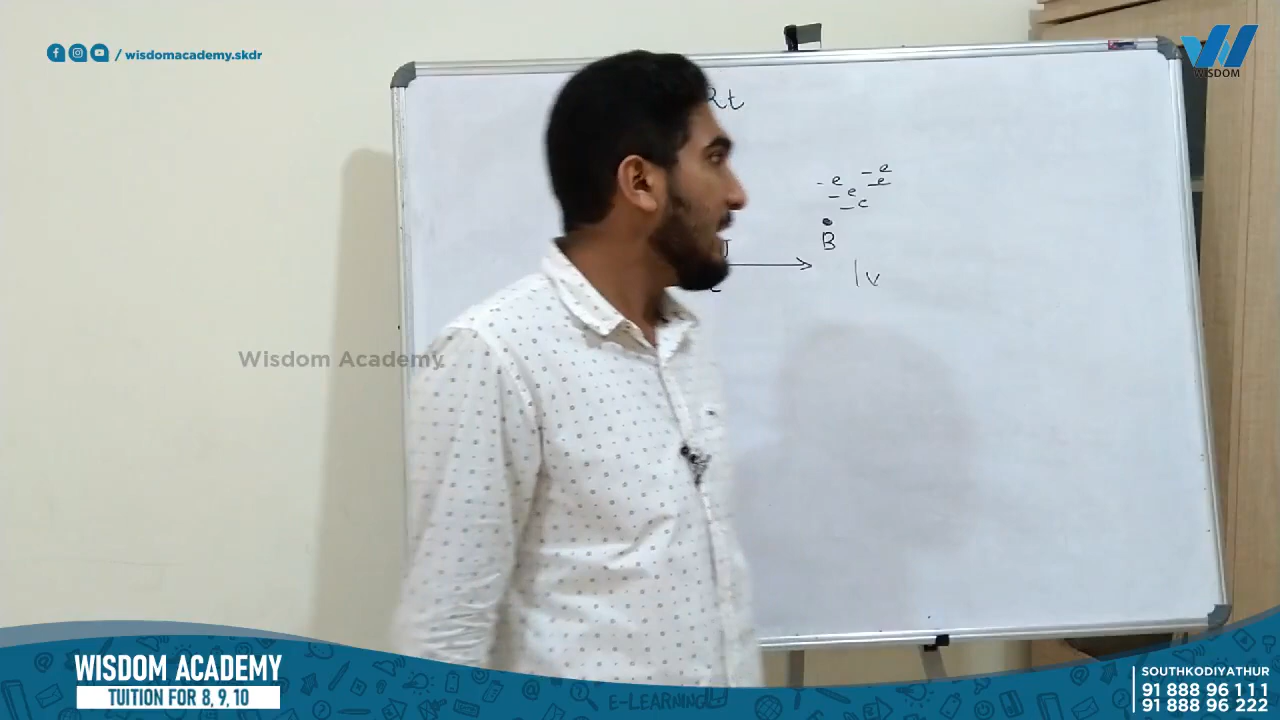 / wisdomacademy.skdr
WISDOM
Rt
- e
- e
- e
- e
- e
B
1v
Wisdom Academy
WISDOM ACADEMY
TUITION FOR 8, 9, 10
E-LEARNING
SOUTHKODIYATHUR
91 888 96 111
91 888 96 222